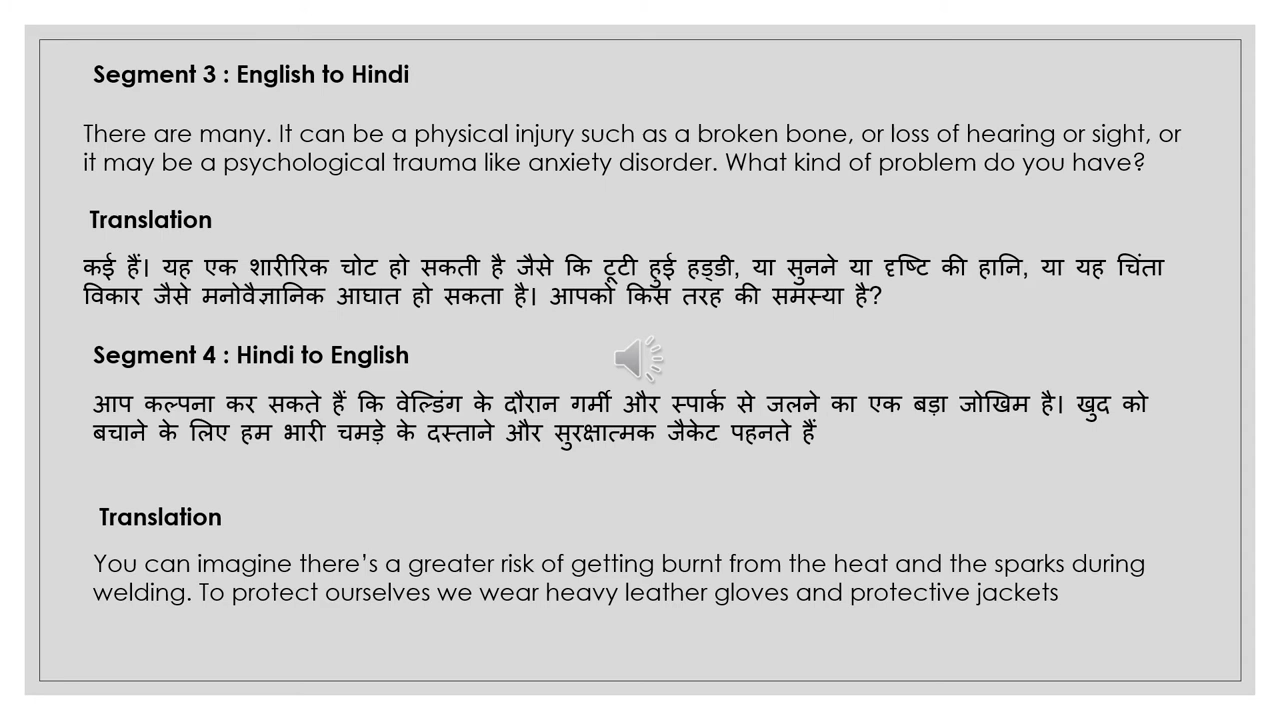 Segment 3 : English to Hindi
There are many. It can be a physical injury such as a broken bone, or loss of hearing or sight, or
it may be a psychological trauma like anxiety disorder. What kind of problem do you have?
Translation
कई हैं। यह एक शारीरिक चोट हो सकती है जैसे कि टूटी हुई हड्डी, या सुनने या दृष्टि की हानि, या यह चिंता
विकार जैसे मनोवैज्ञानिक आघात हो सकता है। आपको किस तरह की समस्या है?
Segment 4 : Hindi to English
आप कल्पना कर सकते हैं कि वेल्डिंग के दौरान गर्मी और स्पार्क से जलने का एक बड़ा जोखिम है। खुद को
बचाने के लिए हम भारी चमड़े के दस्ताने और सुरक्षात्मक जैकेट पहनते हैं
Translation
You can imagine there’s a greater risk of getting burnt from the heat and the sparks during
welding. To protect ourselves we wear heavy leather gloves and protective jackets